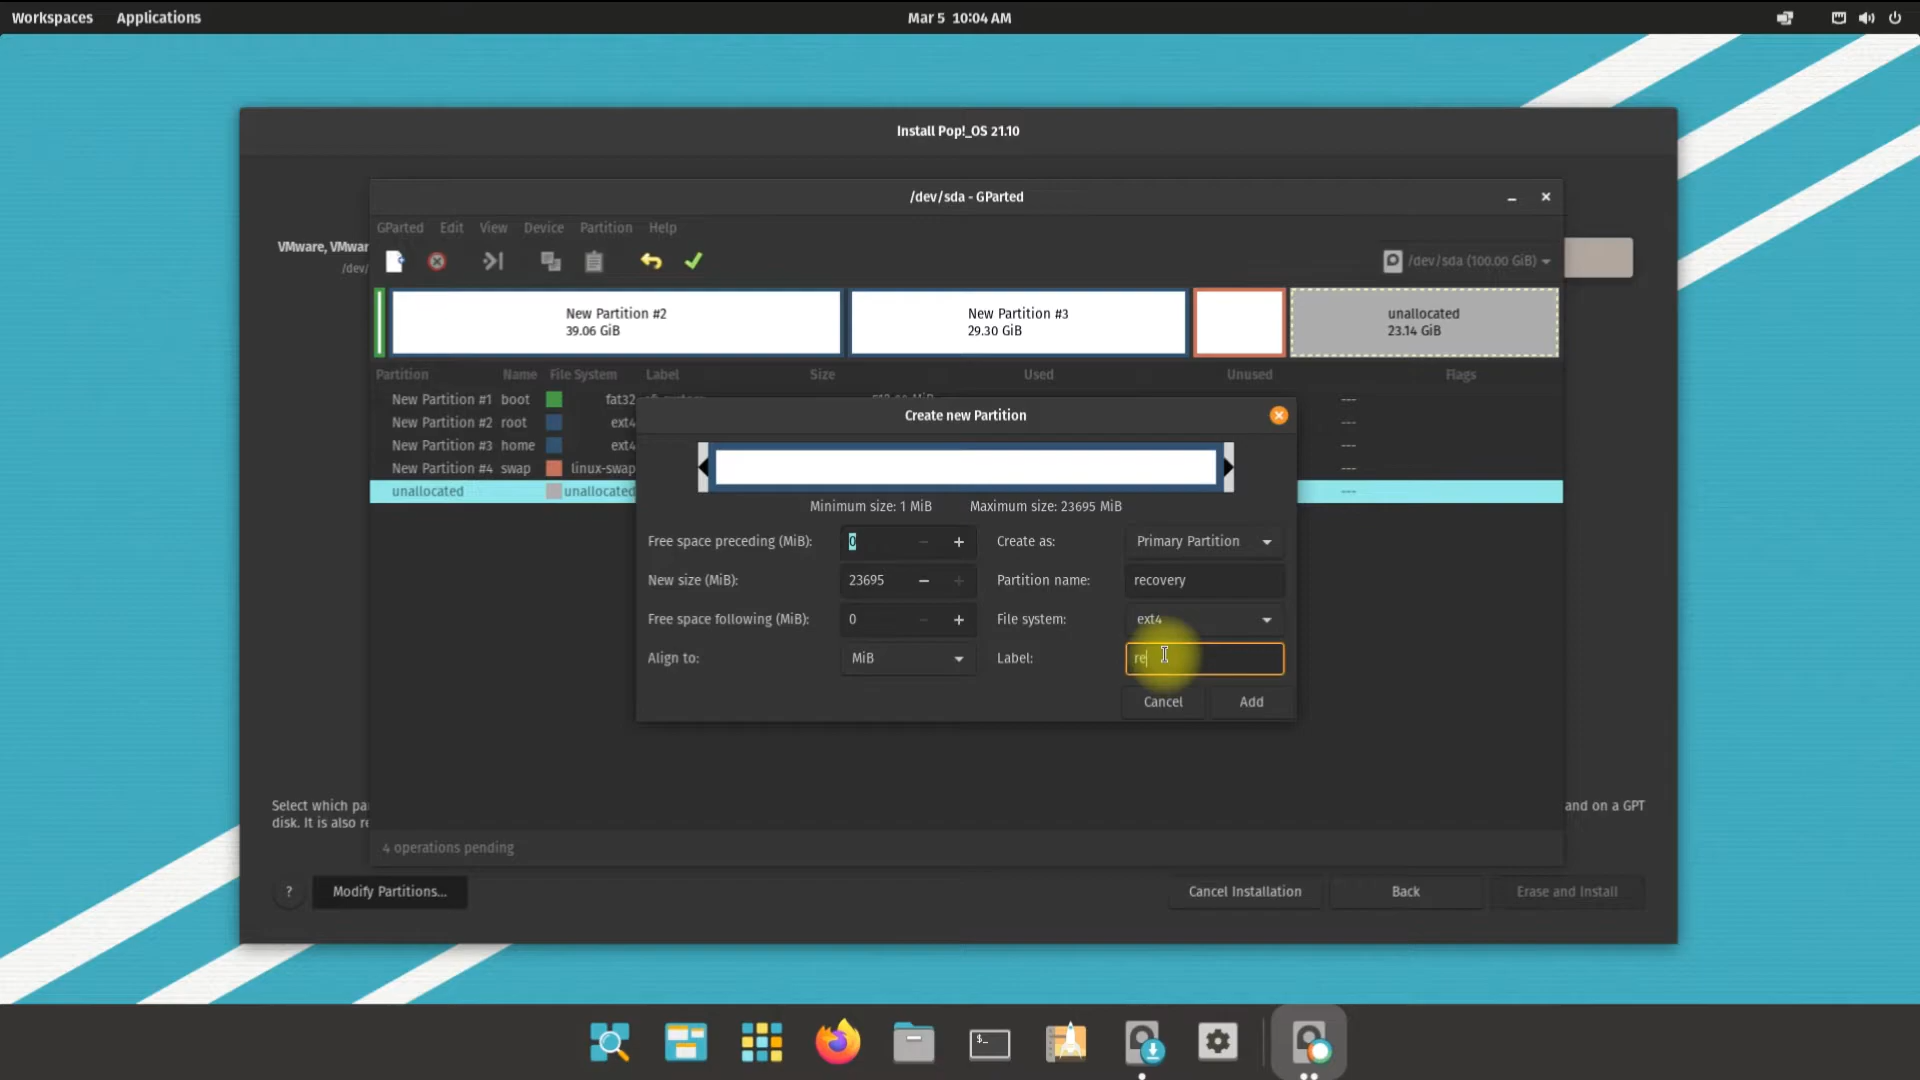 Workspaces Applications Mar 5 10:04 AM
Install Pop!_OS 21.10
/dev/sda - GParted
GParted Edit View Device Partition Help
VMware, VMwar
/dev/
/dev/sda (100.00 GiB)
New Partition #2
39.06 GiB
New Partition #3
29.30 GiB
unallocated
23.14 GiB
Partition Name File System Label Size Used Unused Flags
New Partition #1 boot fat32 ---
New Partition #2 root ext4 ---
New Partition #3 home ext4 ---
New Partition #4 swap linux-swap ---
unallocated unallocated ---
Create new Partition
Minimum size: 1 MiB Maximum size: 23695 MiB
Free space preceding (MiB): 0 Create as: Primary Partition
New size (MiB): 23695 Partition name: recovery
Free space following (MiB): 0 File system: ext4
Align to: MiB Label: re
Cancel Add
Select which pa
and on a GPT
disk. It is also re
4 operations pending
? Modify Partitions... Cancel Installation Back Erase and Install